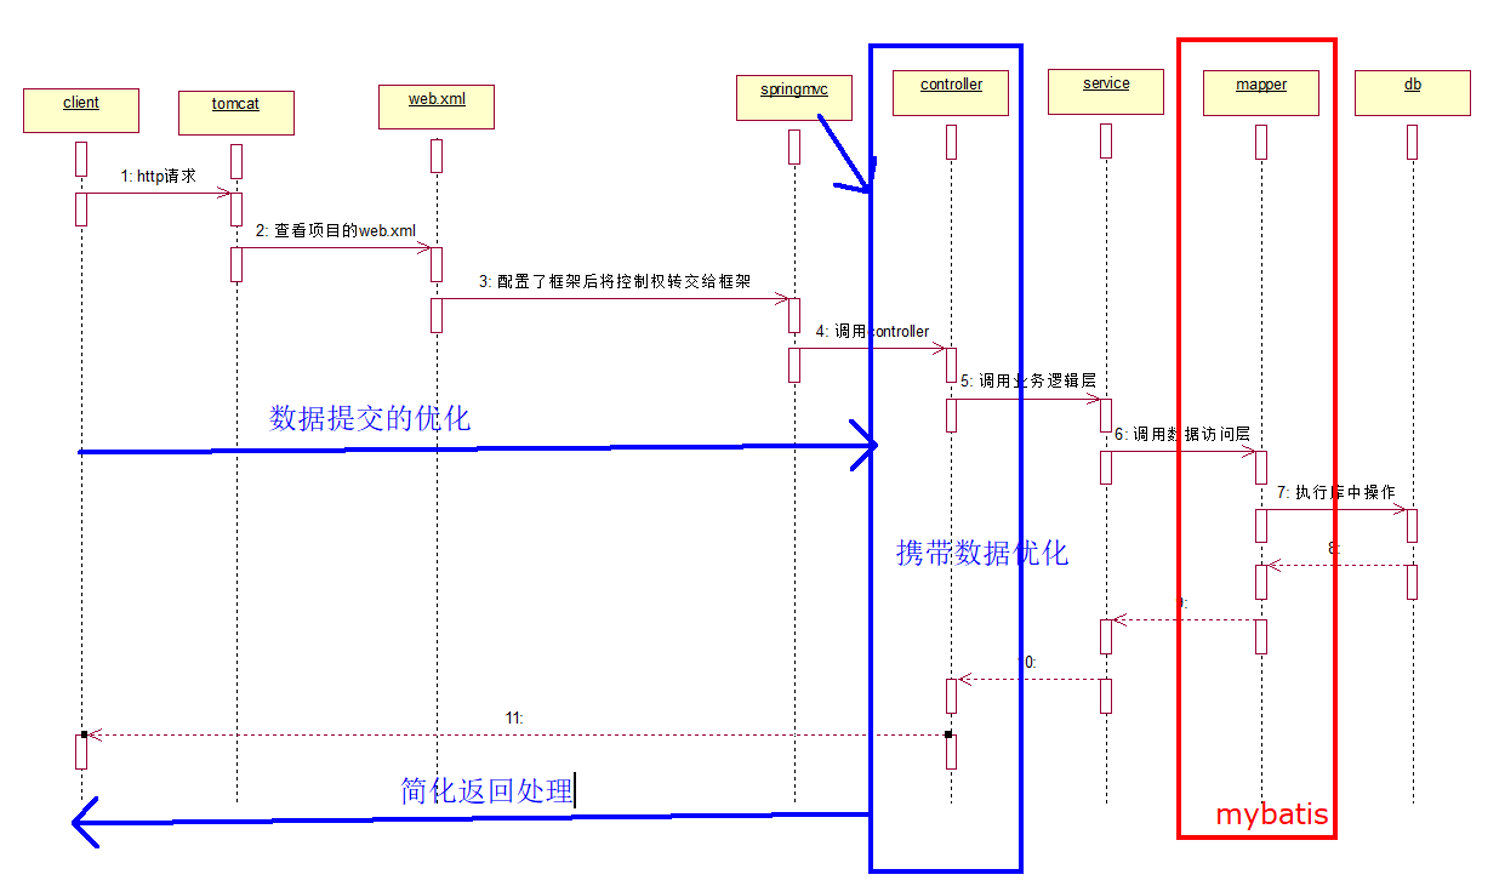 client
tomcat
web.xml
springmvc
controller
service
mapper
db
1: http请求
2: 查看项目的web.xml
3: 配置了框架后将控制权转交给框架
4: 调用controller
5: 调用业务逻辑层
数据提交的优化
6: 调用数据访问层
7: 执行库中操作
携带数据优化
8:
9:
10:
11:
简化返回处理
mybatis